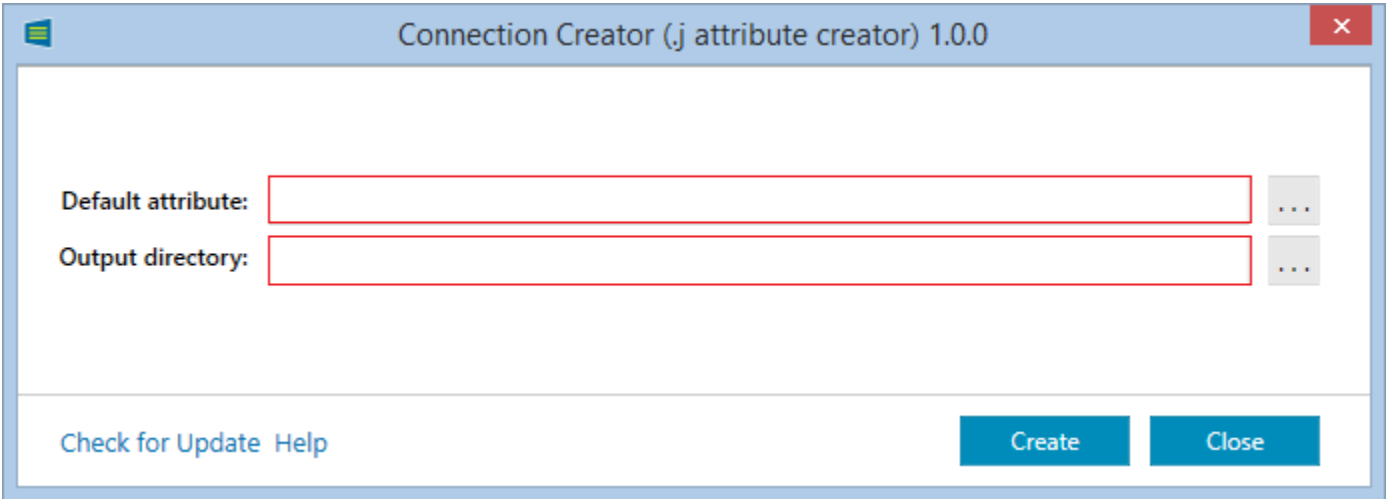 Connection Creator (.j attribute creator) 1.0.0
Default attribute:
...
Output directory:
...
Check for Update Help
Create
Close